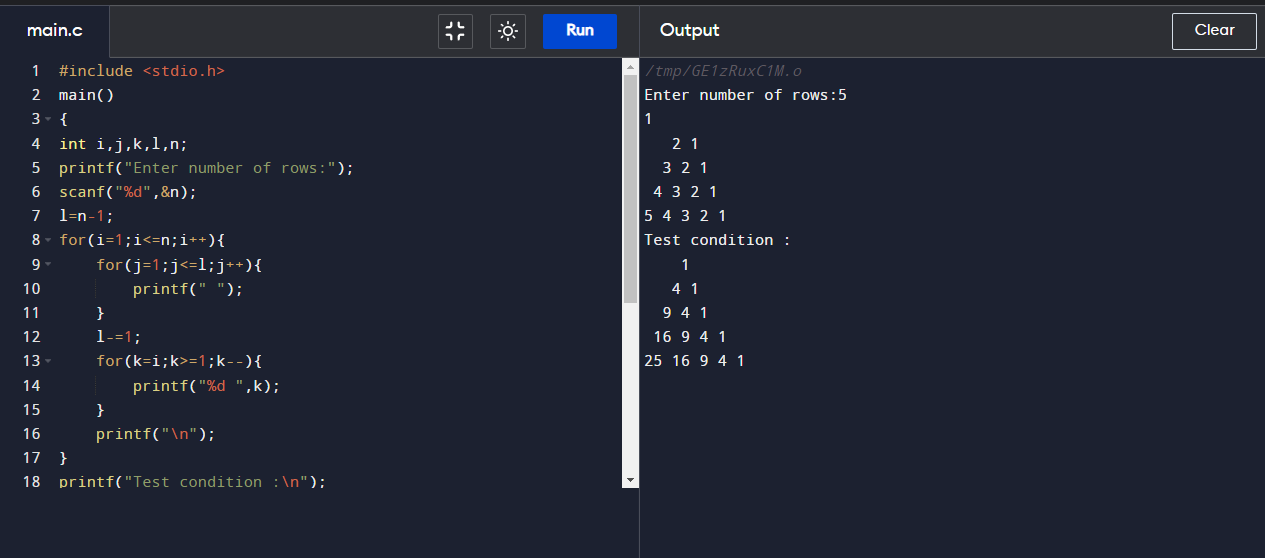 main.c
Run
Output
Clear
1 #include <stdio.h>
2 main()
3 {
4 int i,j,k,l,n;
5 printf("Enter number of rows:");
6 scanf("%d",&n);
7 l=n-1;
8 for(i=1;i<=n;i++){
9     for(j=1;j<=l;j++){
10         printf(" ");
11     }
12     l-=1;
13     for(k=i;k>=1;k--){
14         printf("%d ",k);
15     }
16     printf("\n");
17 }
18 printf("Test condition :\n");
/tmp/GE1zRuxC1M.o
Enter number of rows:5
1
   2 1
  3 2 1
 4 3 2 1
5 4 3 2 1
Test condition :
    1
   4 1
  9 4 1
 16 9 4 1
25 16 9 4 1